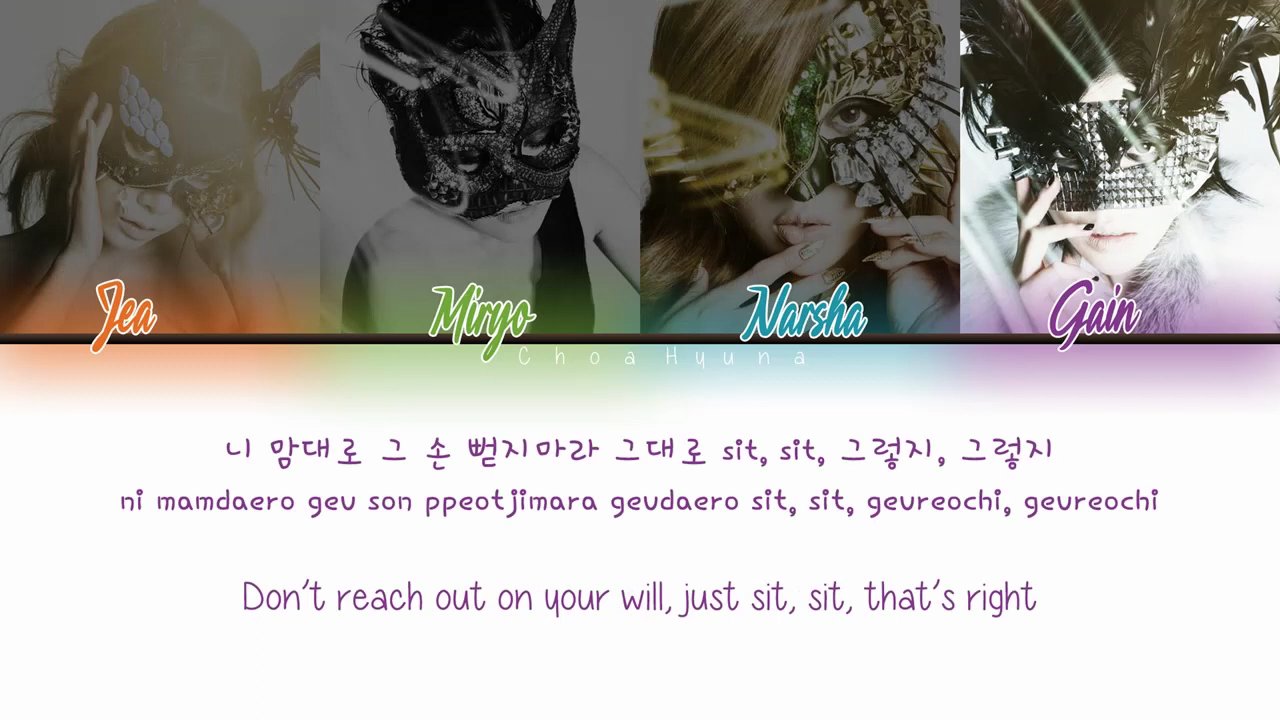 Jea
Miryo
Narsha
Gain
ChoaHyuna
니 맘대로 그 손 뻗지마라 그대로 sit, sit, 그렇지, 그렇지
ni mamdaero geu son ppeotjimara geudaero sit, sit, geureochi, geureochi
Don't reach out on your will, just sit, sit, that's right